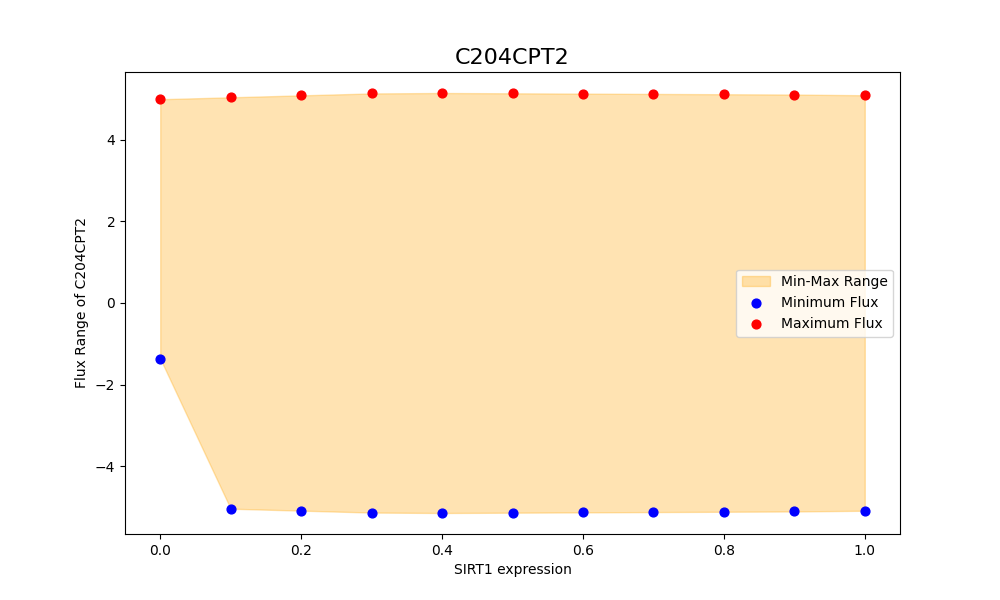 C204CPT2
Flux Range of C204CPT2
4
2
0
−2
−4
0.0
0.2
0.4
0.6
0.8
1.0
SIRT1 expression
Min-Max Range
Minimum Flux
Maximum Flux